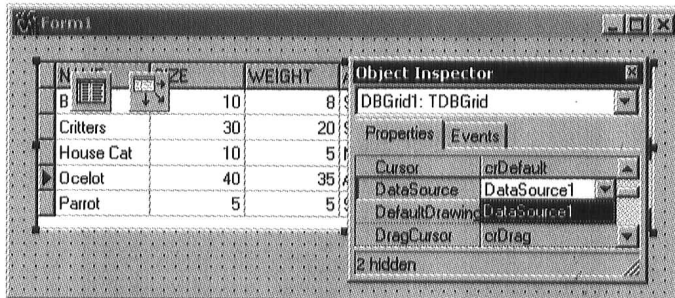 Form1
SIZE WEIGHT
B 10 8
Critters 30 20
House Cat 10 5
Ocelot 40 35
Parrot 5 5
Object Inspector
DBGrid1: TDBGrid
Properties Events
Cursor crDefault
DataSource DataSource1
DefaultDrawing DataSource1
DragCursor crDrag
2 hidden